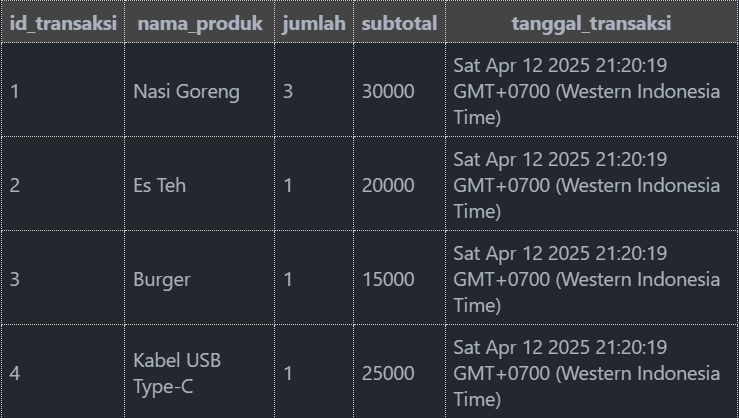 id_transaksi nama_produk jumlah subtotal tanggal_transaksi
1 Nasi Goreng 3 30000 Sat Apr 12 2025 21:20:19
GMT+0700 (Western Indonesia
Time)
2 Es Teh 1 20000 Sat Apr 12 2025 21:20:19
GMT+0700 (Western Indonesia
Time)
3 Burger 1 15000 Sat Apr 12 2025 21:20:19
GMT+0700 (Western Indonesia
Time)
4 Kabel USB
Type-C 1 25000 Sat Apr 12 2025 21:20:19
GMT+0700 (Western Indonesia
Time)